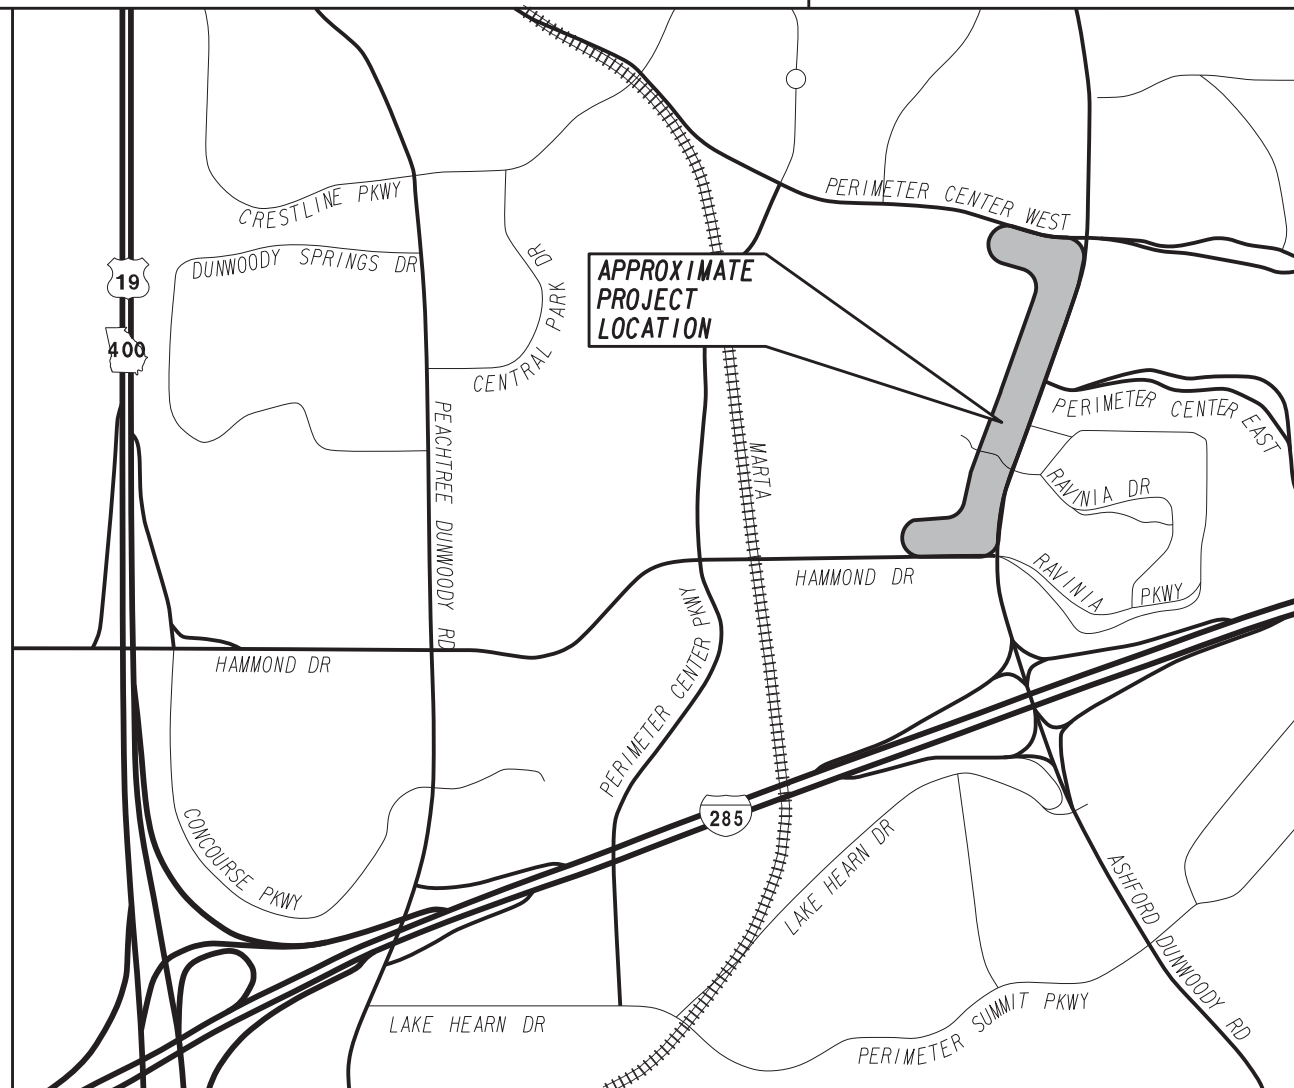 PERIMETER CENTER WEST
CRESTLINE PKWY
DUNWOODY SPRINGS DR
19
400
CENTRAL PARK DR
APPROXIMATE
PROJECT
LOCATION
PERIMETER CENTER EAST
PEACHTREE DUNWOODY RD
MARTA
RAVINIA DR
HAMMOND DR
RAVINIA PKWY
HAMMOND DR
PERIMETER CENTER PKWY
285
CONCOURSE PKWY
LAKE HEARN DR
ASHFORD DUNWOODY RD
LAKE HEARN DR
PERIMETER SUMMIT PKWY